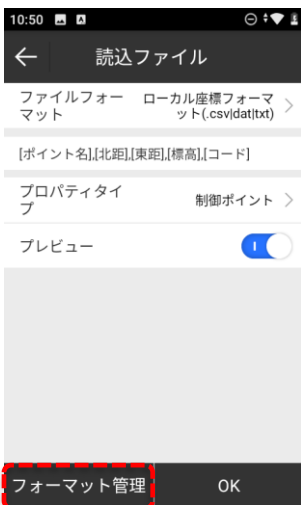 10:50
読込ファイル
ファイルフォー
マット
ローカル座標フォーマ
ット(.csv|dat|txt)
[ポイント名],[北距],[東距],[標高],[コード]
プロパティタイ
プ
制御ポイント
プレビュー
フォーマット管理
OK